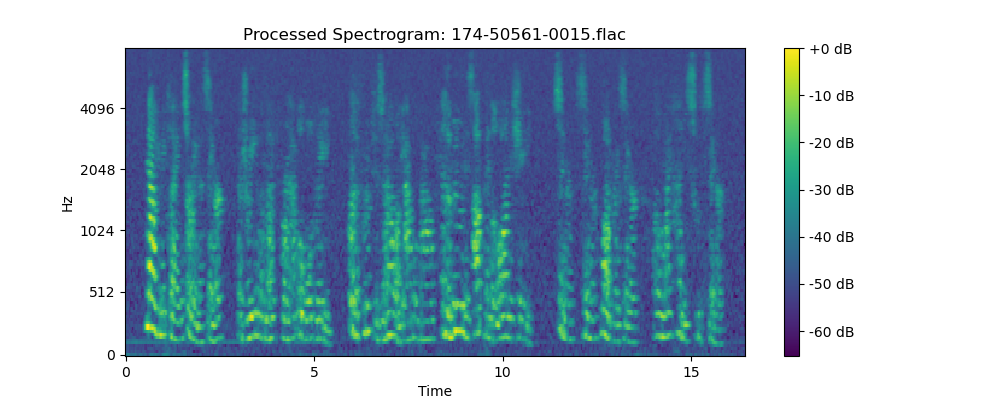 Processed Spectrogram: 174-50561-0015.flac
Hz
4096
2048
1024
512
0
0
5
10
15
Time
+0 dB
-10 dB
-20 dB
-30 dB
-40 dB
-50 dB
-60 dB